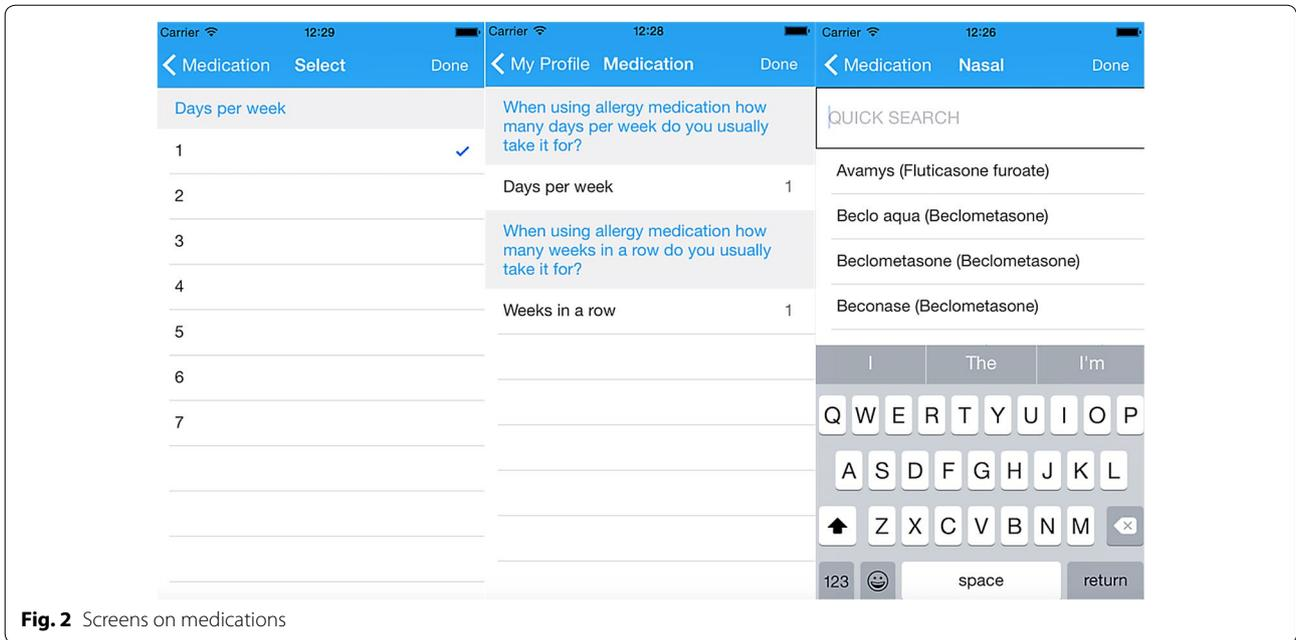 Carrier 12:29
Medication Select Done
Days per week
1
2
3
4
5
6
7
Carrier 12:28
My Profile Medication Done
When using allergy medication how
many days per week do you usually
take it for?
Days per week 1
When using allergy medication how
many weeks in a row do you usually
take it for?
Weeks in a row 1
Carrier 12:26
Medication Nasal Done
QUICK SEARCH
Avamys (Fluticasone furoate)
Beclo aqua (Beclometasone)
Beclometasone (Beclometasone)
Beconase (Beclometasone)
I The I'm
Q W E R T Y U I O P
A S D F G H J K L
Z X C V B N M
123 space return
Fig. 2 Screens on medications